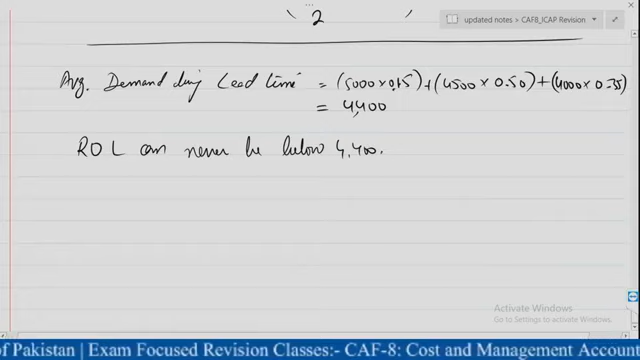 2
updated notes > CAF8_ICAP Revision
Avg. Demand duing Lead time = (5000 x 0.15) + (4500 x 0.50) + (4000 x 0.35)
= 4,400
ROL can never be below 4,400.
Activate Windows
Go to Settings to activate Windows.
of Pakistan | Exam Focused Revision Classes:- CAF-8: Cost and Management Accoun